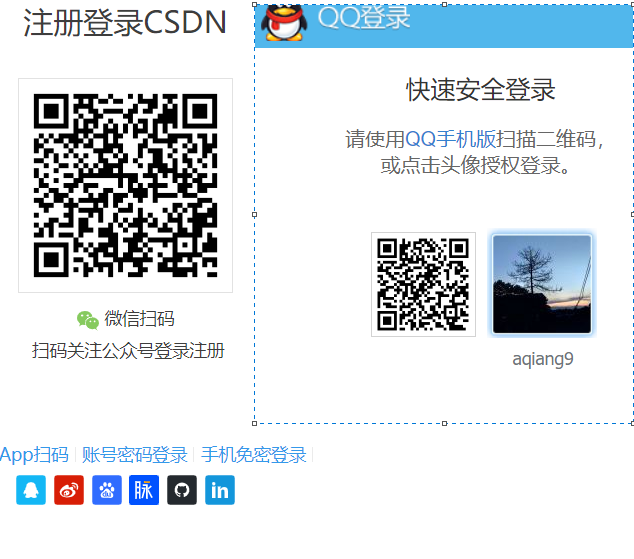 注册登录CSDN
微信扫码
扫码关注公众号登录注册
App扫码 账号密码登录 手机免密登录
脉
in
QQ登录
快速安全登录
请使用QQ手机版扫描二维码，
或点击头像授权登录。
aqiang9